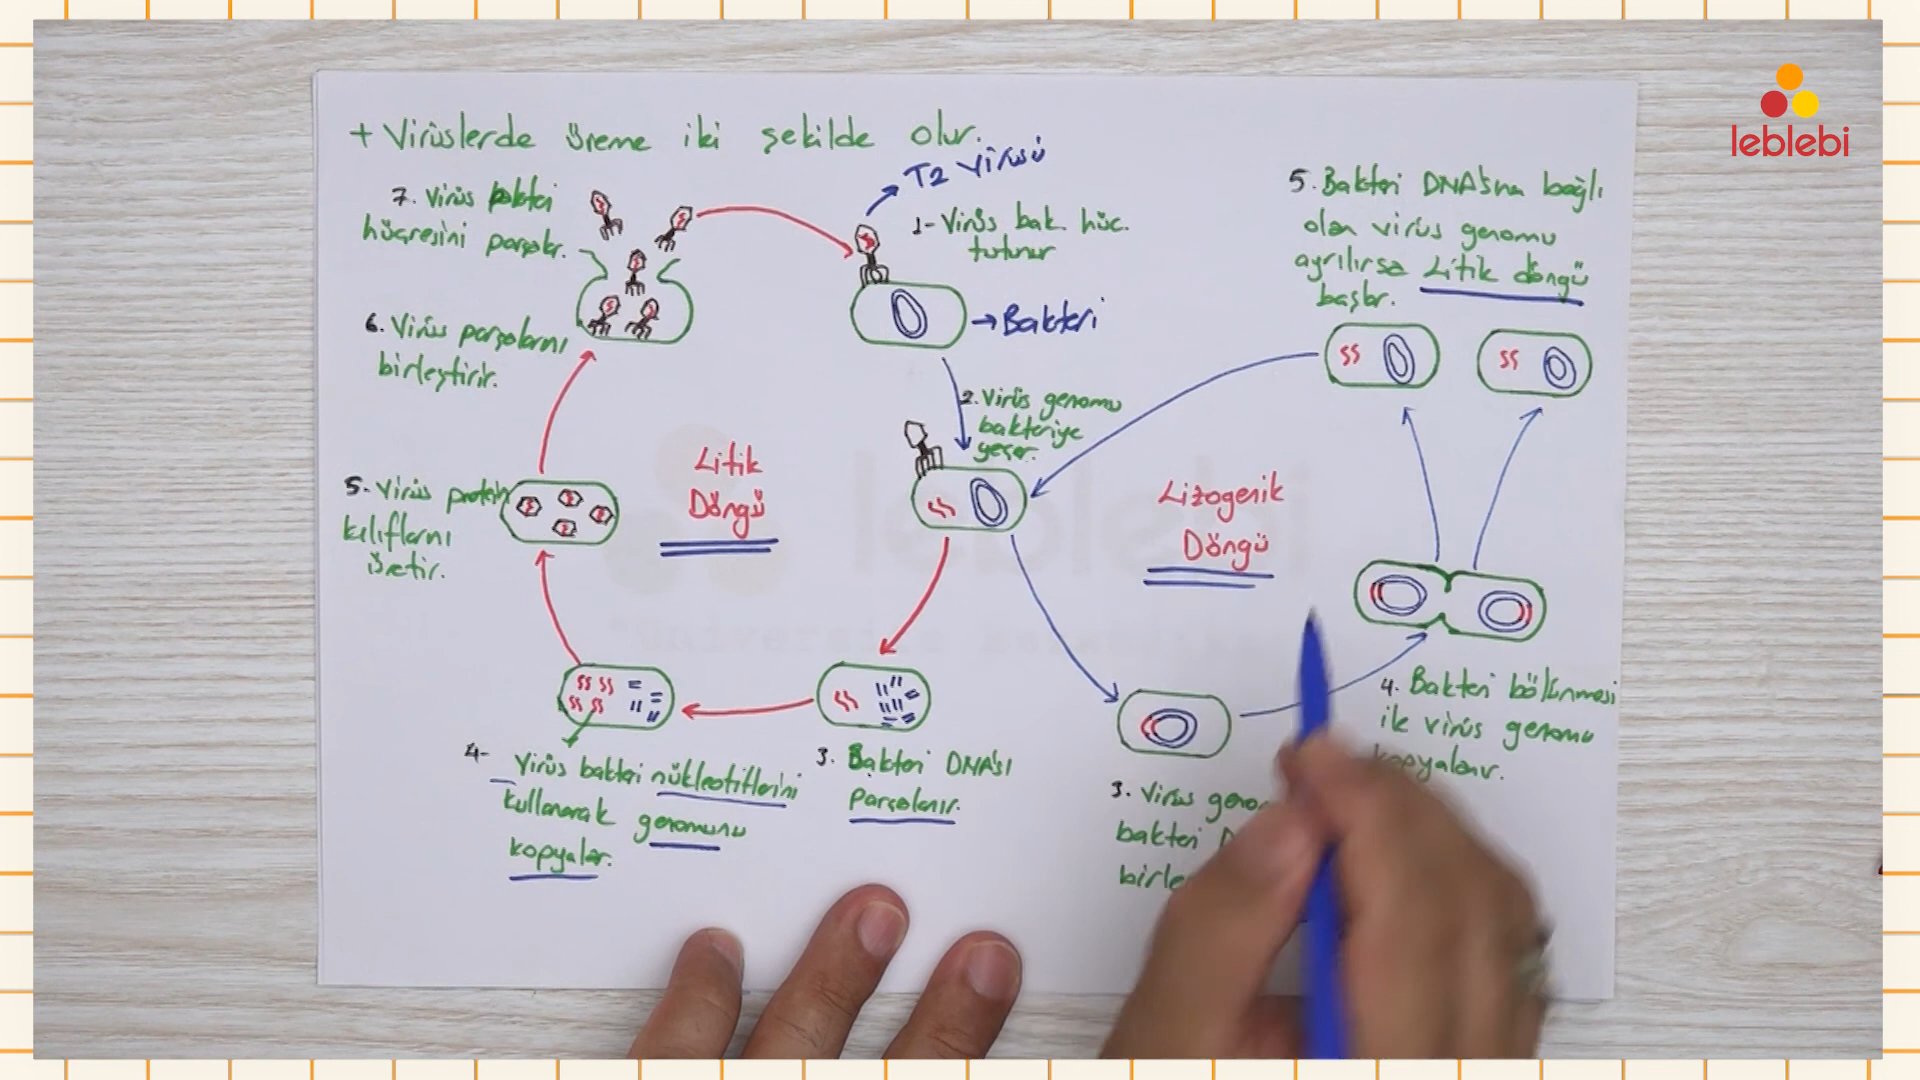 + Virüslerde üreme iki şekilde olur.
T2 Virüsü
1- Virüs bak. hüc.
tutunur
→Bakteri
2. Virüs genomu
bakteriye
geçer.
Litik
Döngü
3. Bakteri DNA'sı
Parçalanır.
4- Virüs bakteri nükleotitlerini
kullanarak genomunu
kopyalar.
5. Virüs protein
kılıflarını
üretir.
6. Virüs parçalarını
birleştirir.
7. Virüs bakteri
hücresini parçalar.
Lizogenik
Döngü
3. Virüs
bakteri
4. Bakteri bölünmesi
ile virüs genomu
kopyalanır.
5. Bakteri DNA'sına bağlı
olan virüs genomu
ayrılırsa Litik döngü
başlar.
leblebi
leblebi